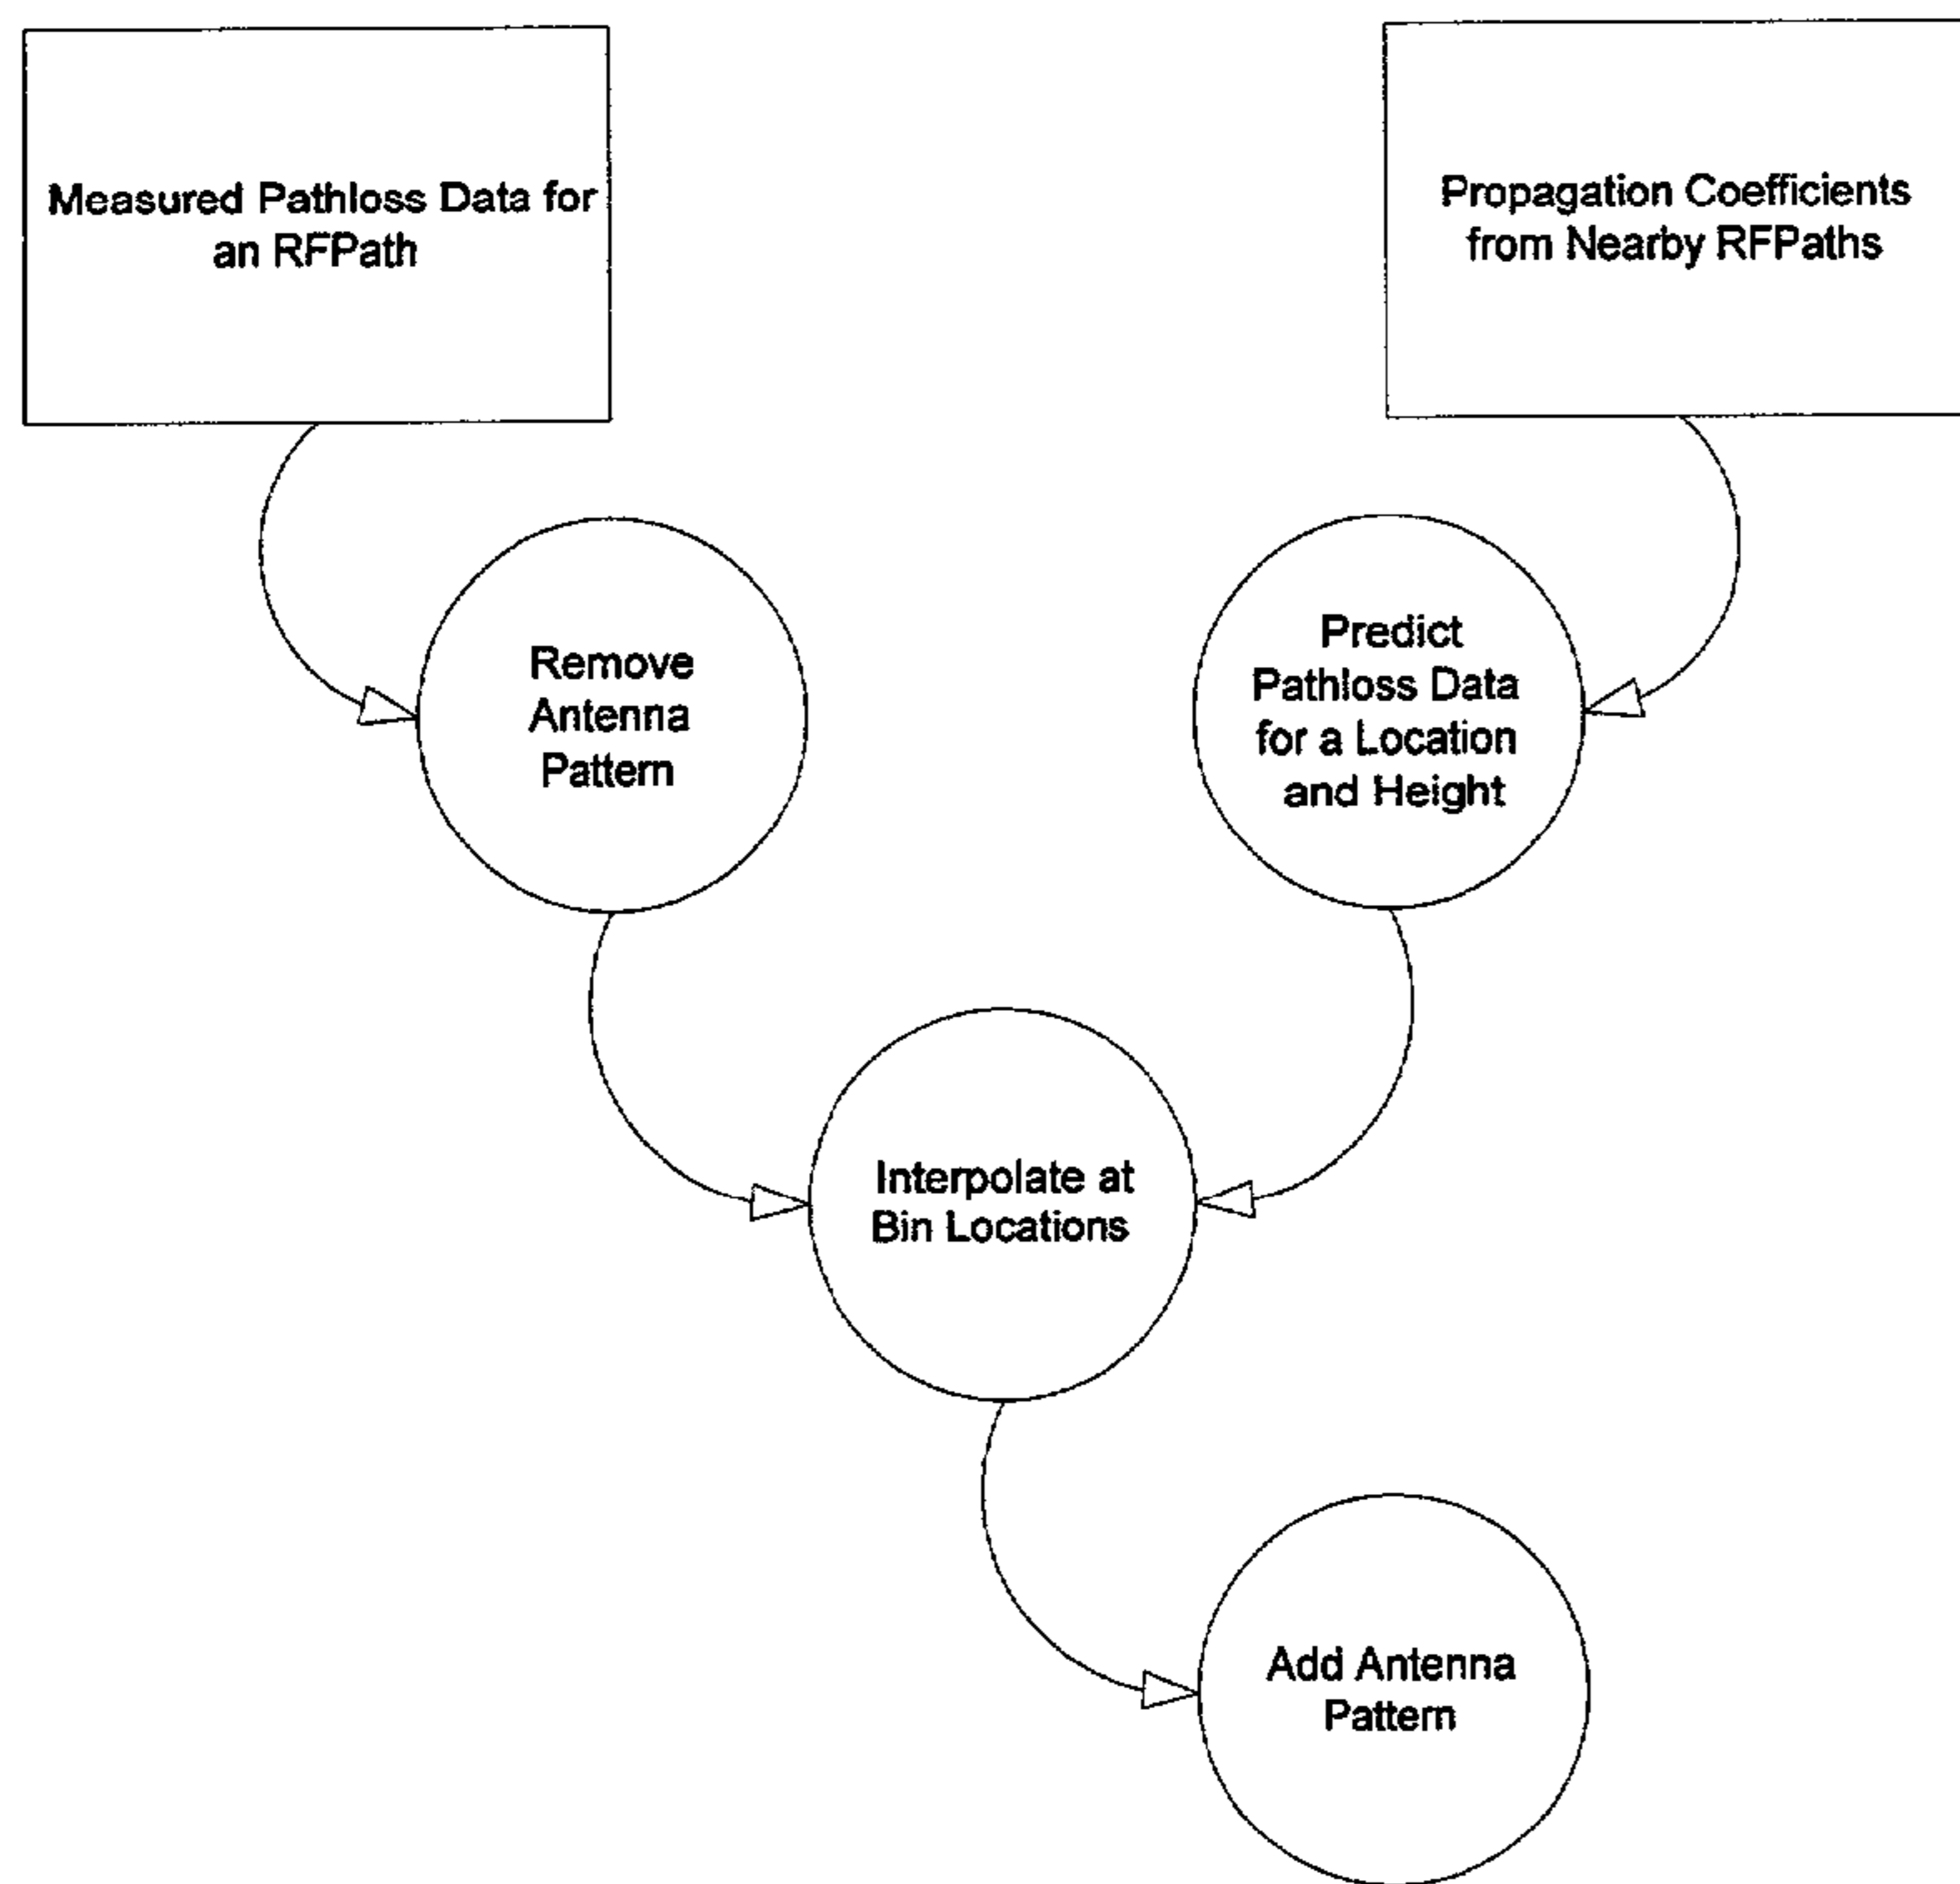 Measured Pathloss Data for
an RFPath
Propagation Coefficients
from Nearby RFPaths
Remove
Antenna
Pattern
Predict
Pathloss Data
for a Location
and Height
Interpolate at
Bin Locations
Add Antenna
Pattern